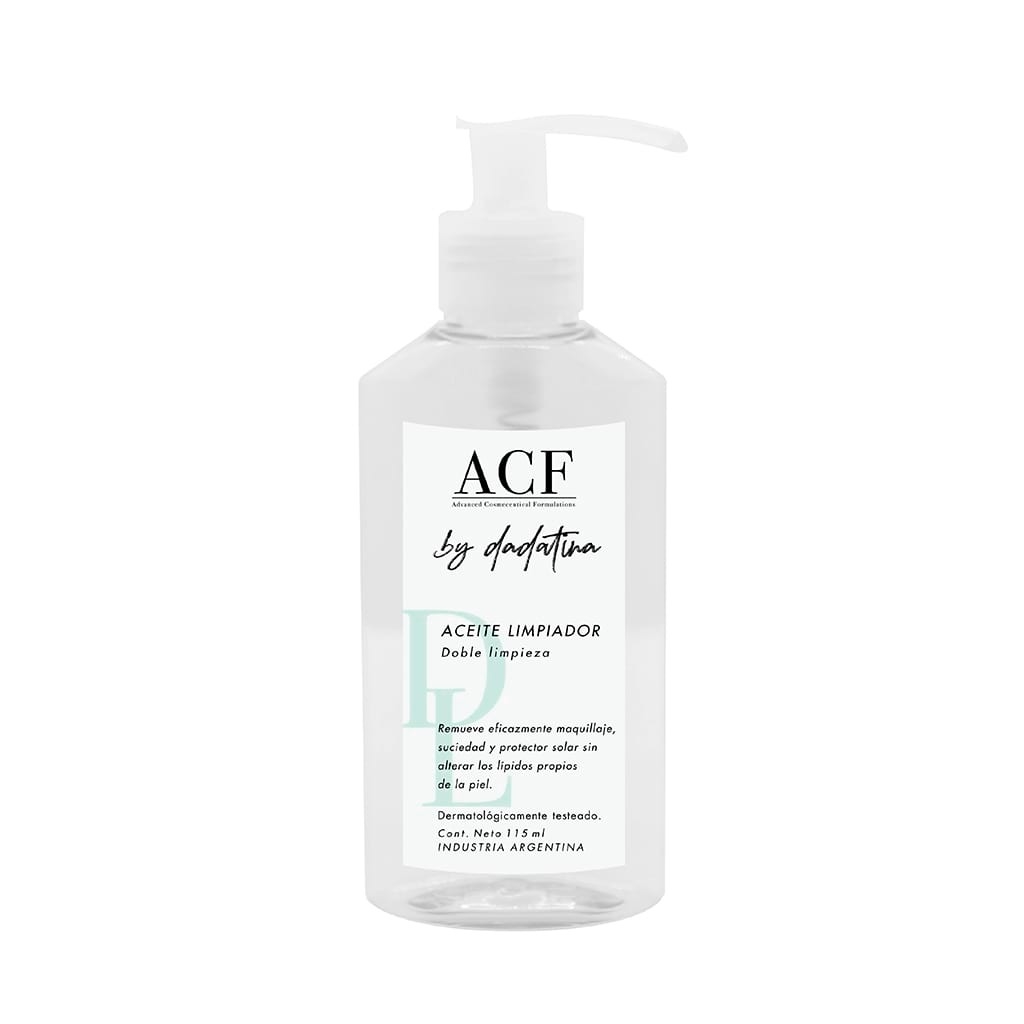 ACF
Advanced Cosmeceutical Formulations
by dadatina
DL
ACEITE LIMPIADOR
Doble limpieza
Remueve eficazmente maquillaje,
suciedad y protector solar sin
alterar los lípidos propios
de la piel.
Dermatológicamente testeado.
Cont. Neto 115 ml
INDUSTRIA ARGENTINA